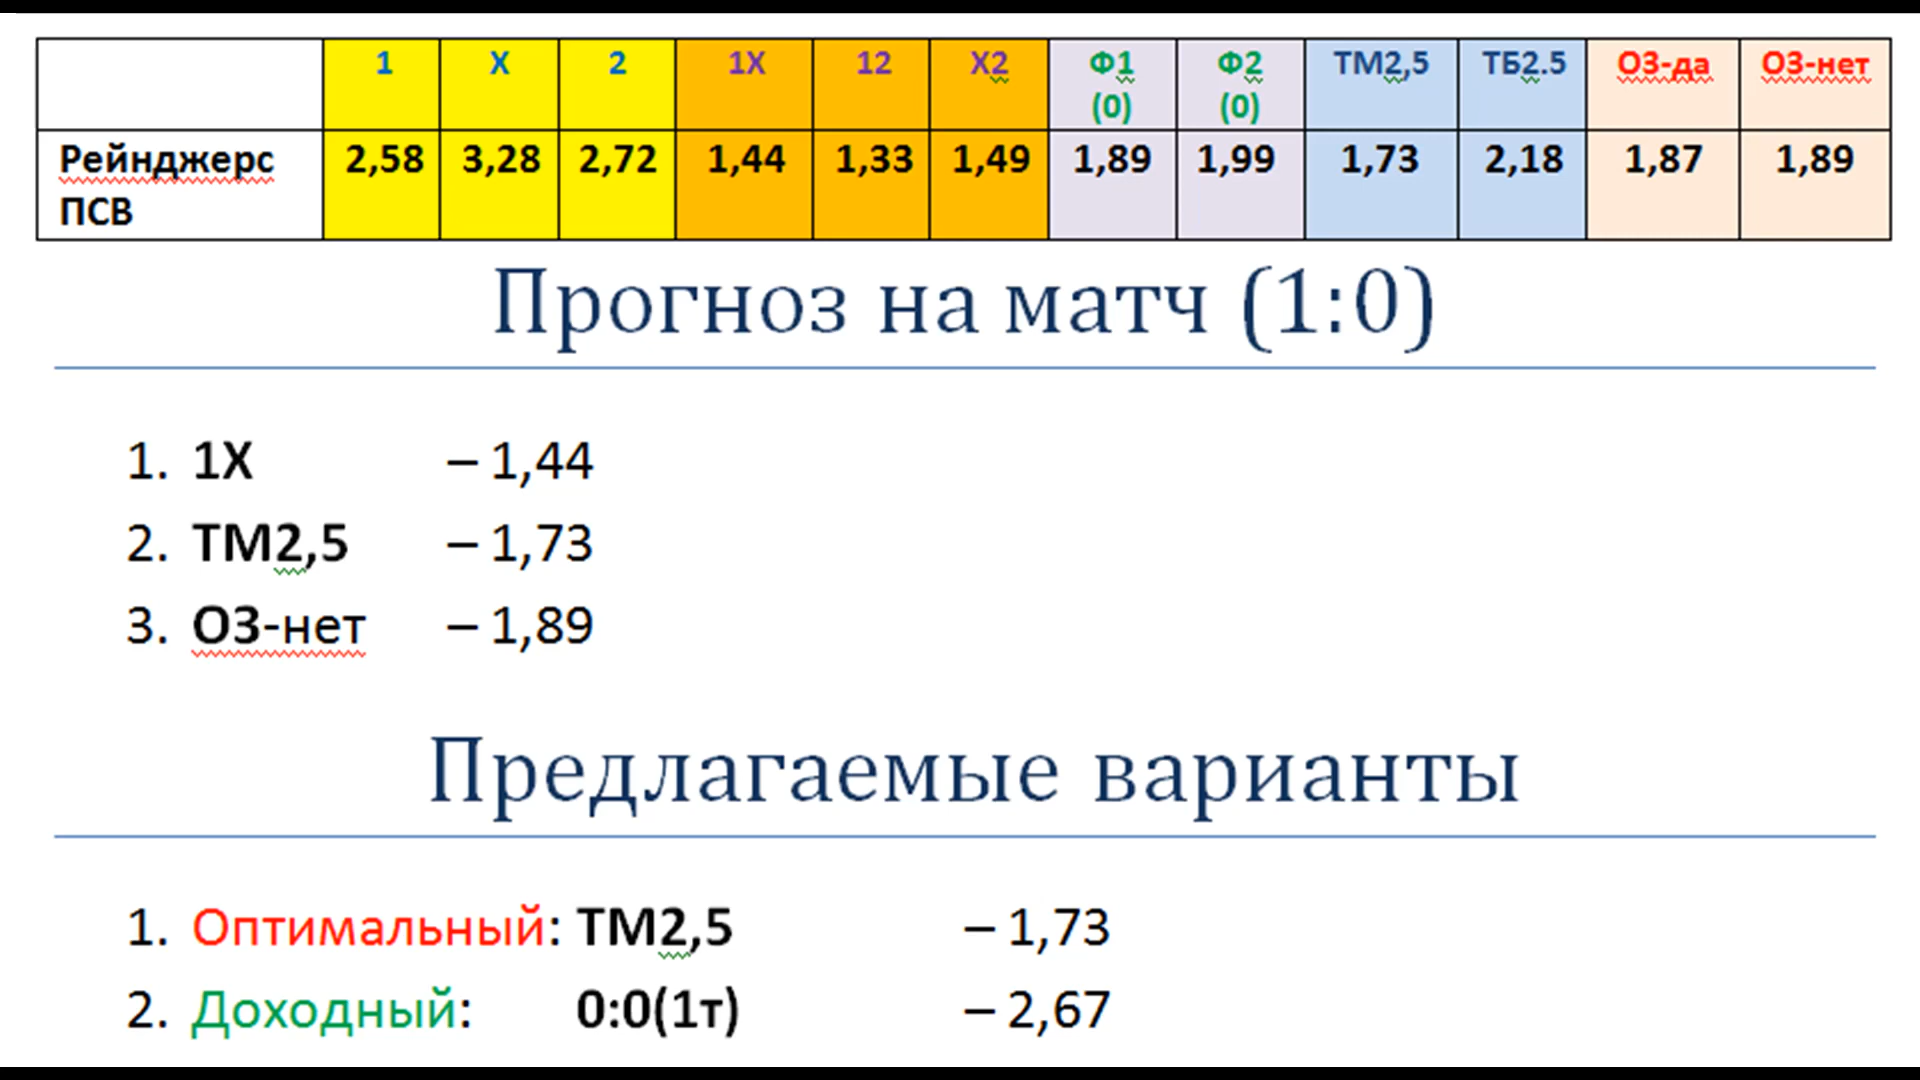 1 X 2 1X 12 X2 Ф1 (0) Ф2 (0) ТМ2,5 ТБ2.5 ОЗ-да ОЗ-нет
Рейнджерс ПСВ 2,58 3,28 2,72 1,44 1,33 1,49 1,89 1,99 1,73 2,18 1,87 1,89
Прогноз на матч (1:0)
1. 1X – 1,44
2. ТМ2,5 – 1,73
3. ОЗ-нет – 1,89
Предлагаемые варианты
1. Оптимальный: ТМ2,5 – 1,73
2. Доходный: 0:0(1т) – 2,67